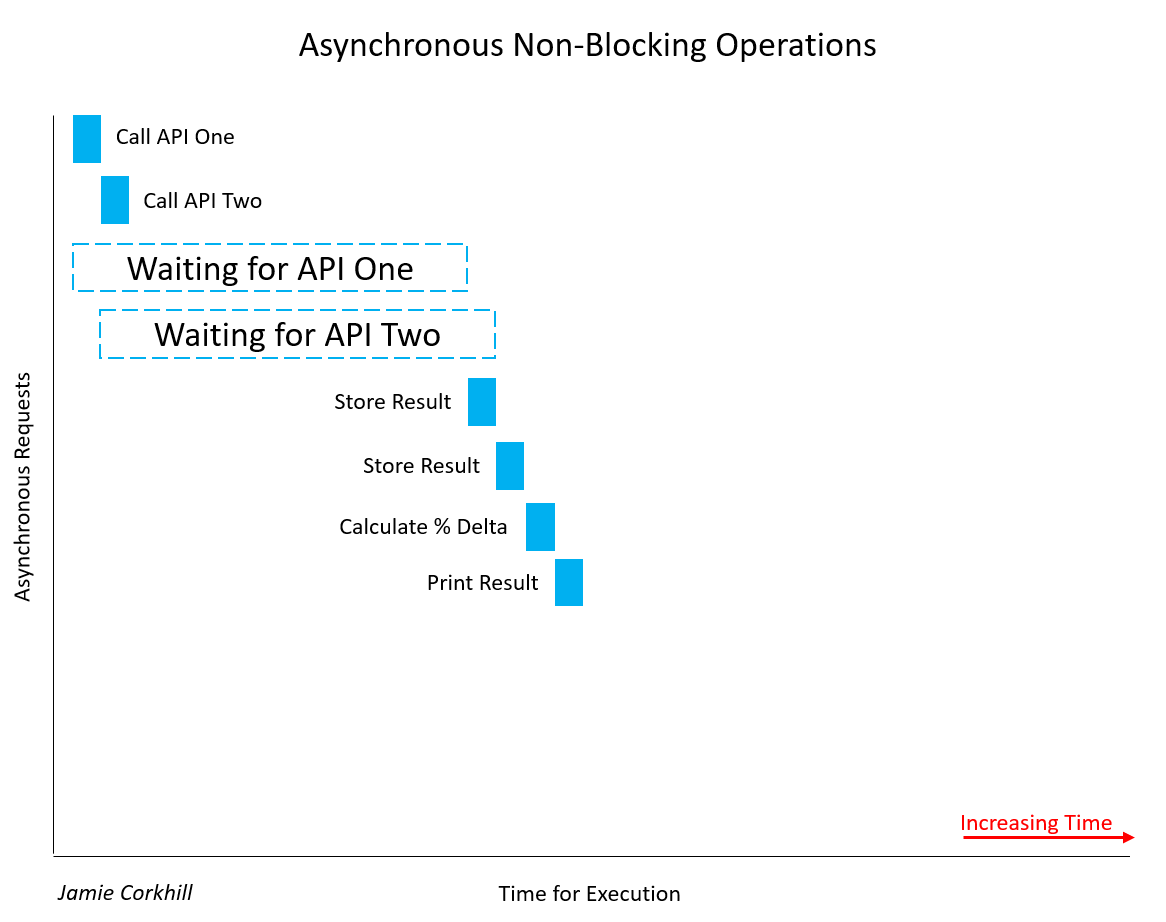 Asynchronous Non-Blocking Operations
Call API One
Call API Two
Waiting for API One
Waiting for API Two
Store Result
Store Result
Calculate % Delta
Print Result
Asynchronous Requests
Increasing Time
Jamie Corkhill
Time for Execution